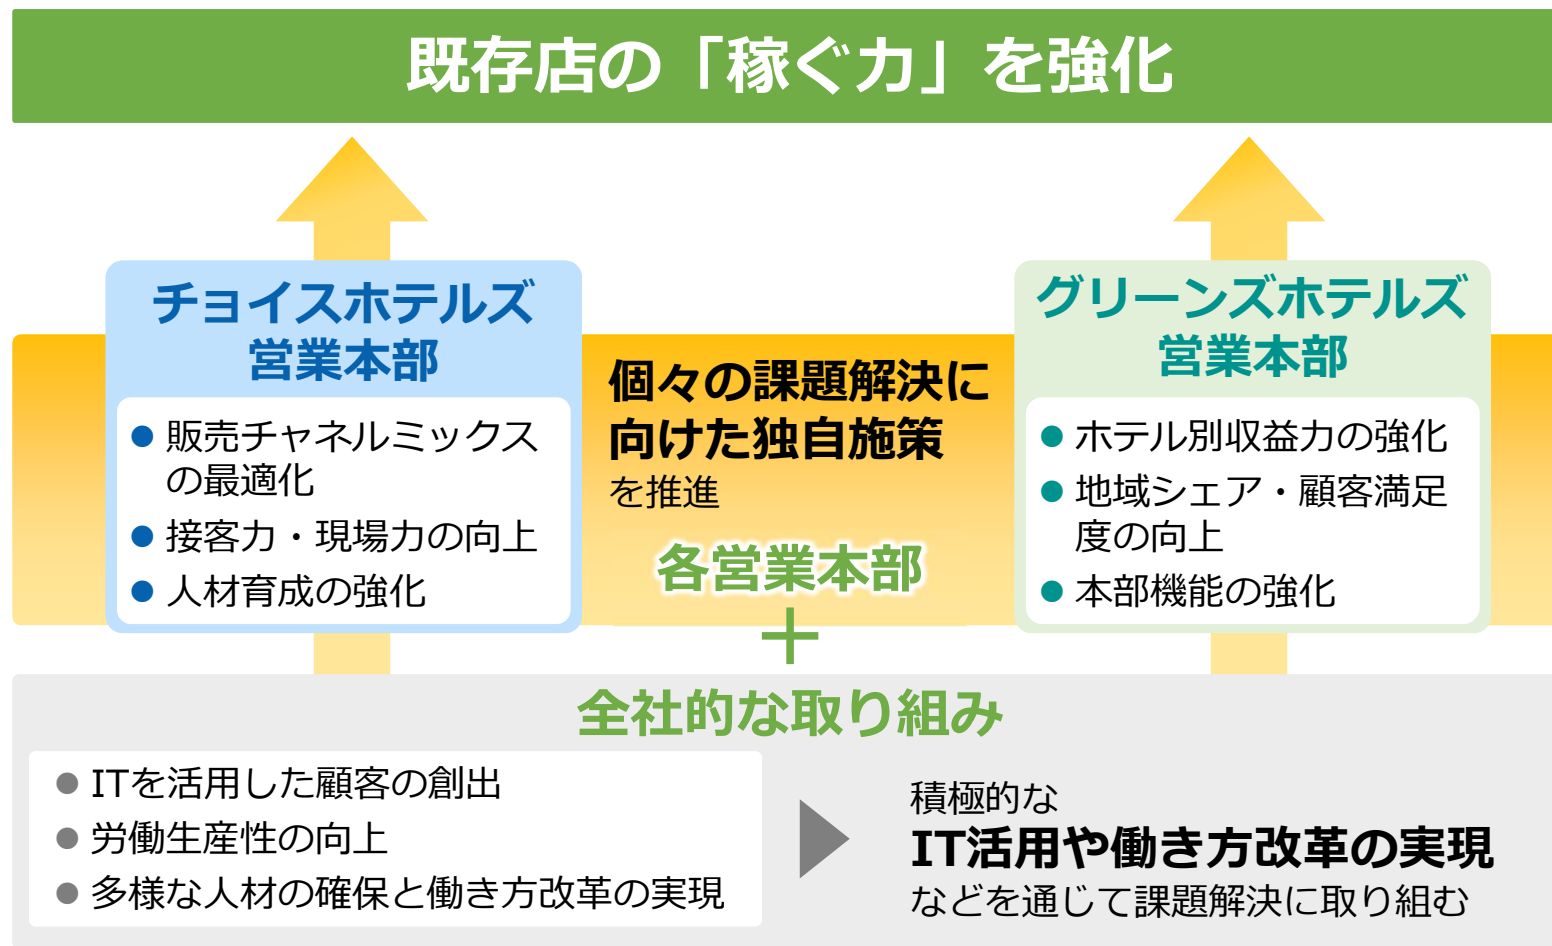 既存店の「稼ぐ力」を強化
チョイスホテルズ
営業本部
● 販売チャネルミックス
の最適化
● 接客力・現場力の向上
● 人材育成の強化
個々の課題解決に
向けた独自施策
を推進
各営業本部
＋
グリーンズホテルズ
営業本部
● ホテル別収益力の強化
● 地域シェア・顧客満足
度の向上
● 本部機能の強化
全社的な取り組み
● ITを活用した顧客の創出
● 労働生産性の向上
● 多様な人材の確保と働き方改革の実現
積極的な
IT活用や働き方改革の実現
などを通じて課題解決に取り組む